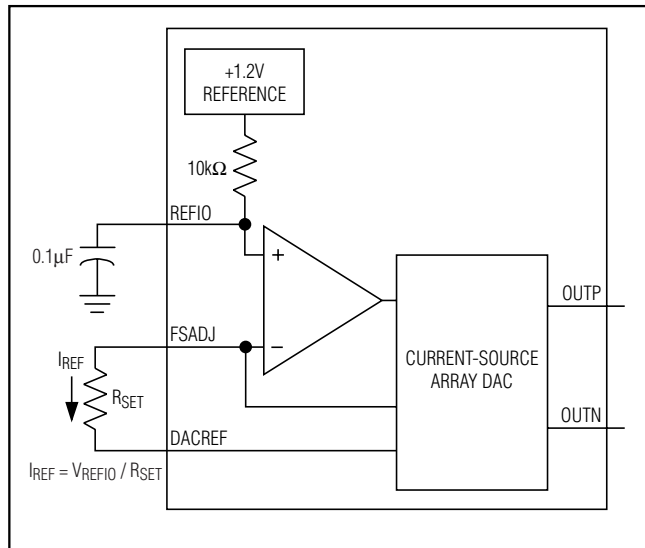 +1.2V
REFERENCE
10kΩ
REFIO
0.1µF
+
OUTP
FSADJ
−
CURRENT-SOURCE
ARRAY DAC
IREF
RSET
OUTN
DACREF
IREF = VREFIO / RSET